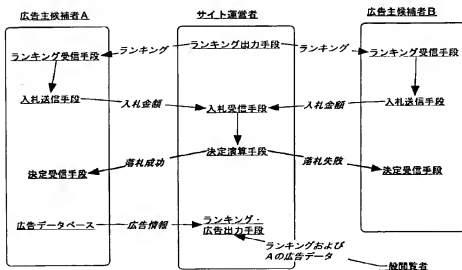 広告主候補者A
サイト運営者
広告主候補者B
ランキング受信手段
ランキング
ランキング出力手段
ランキング
ランキング受信手段
入札送信手段
入札金額
入札受信手段
入札金額
入札送信手段
落札成功
決定演算手段
落札失敗
決定受信手段
決定受信手段
広告データベース
広告情報
ランキング・
広告出力手段
ランキングおよび
Aの広告データ
一般閲覧者